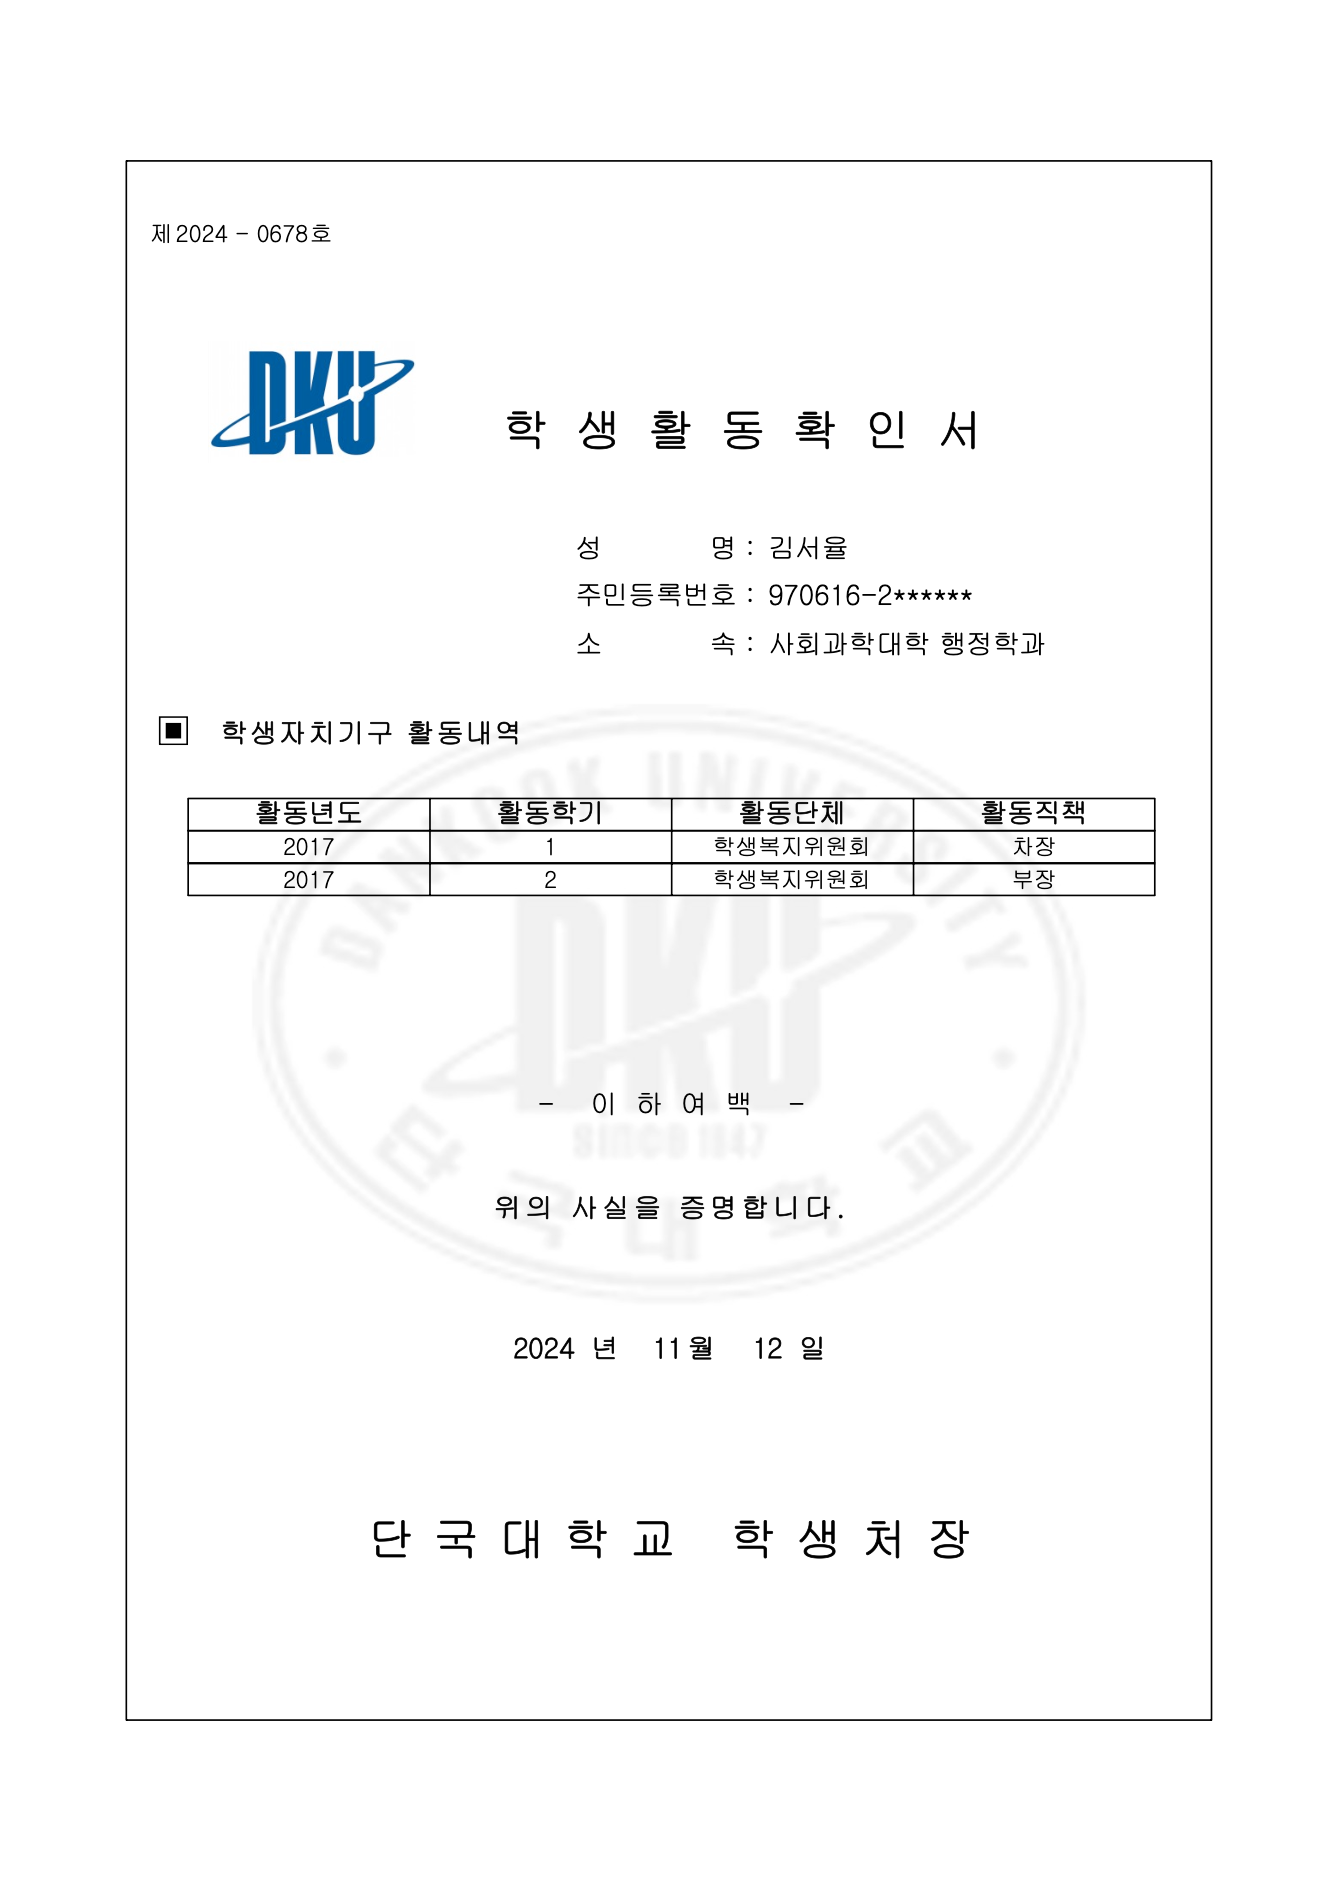 제2024 - 0678호
DKU
학생활동확인서
성 명 : 김서율
주민등록번호 : 970616-2******
소 속 : 사회과학대학 행정학과
▣ 학생자치기구 활동내역
활동년도 활동학기 활동단체 활동직책
2017 1 학생복지위원회 차장
2017 2 학생복지위원회 부장
DANKOOK UNIVERSITY
DKU
- 이 하 여 백 -
SINCE 1947
위의 사실을 증명합니다.
단국대학교
2024 년 11월 12 일
단국대학교 학생처장